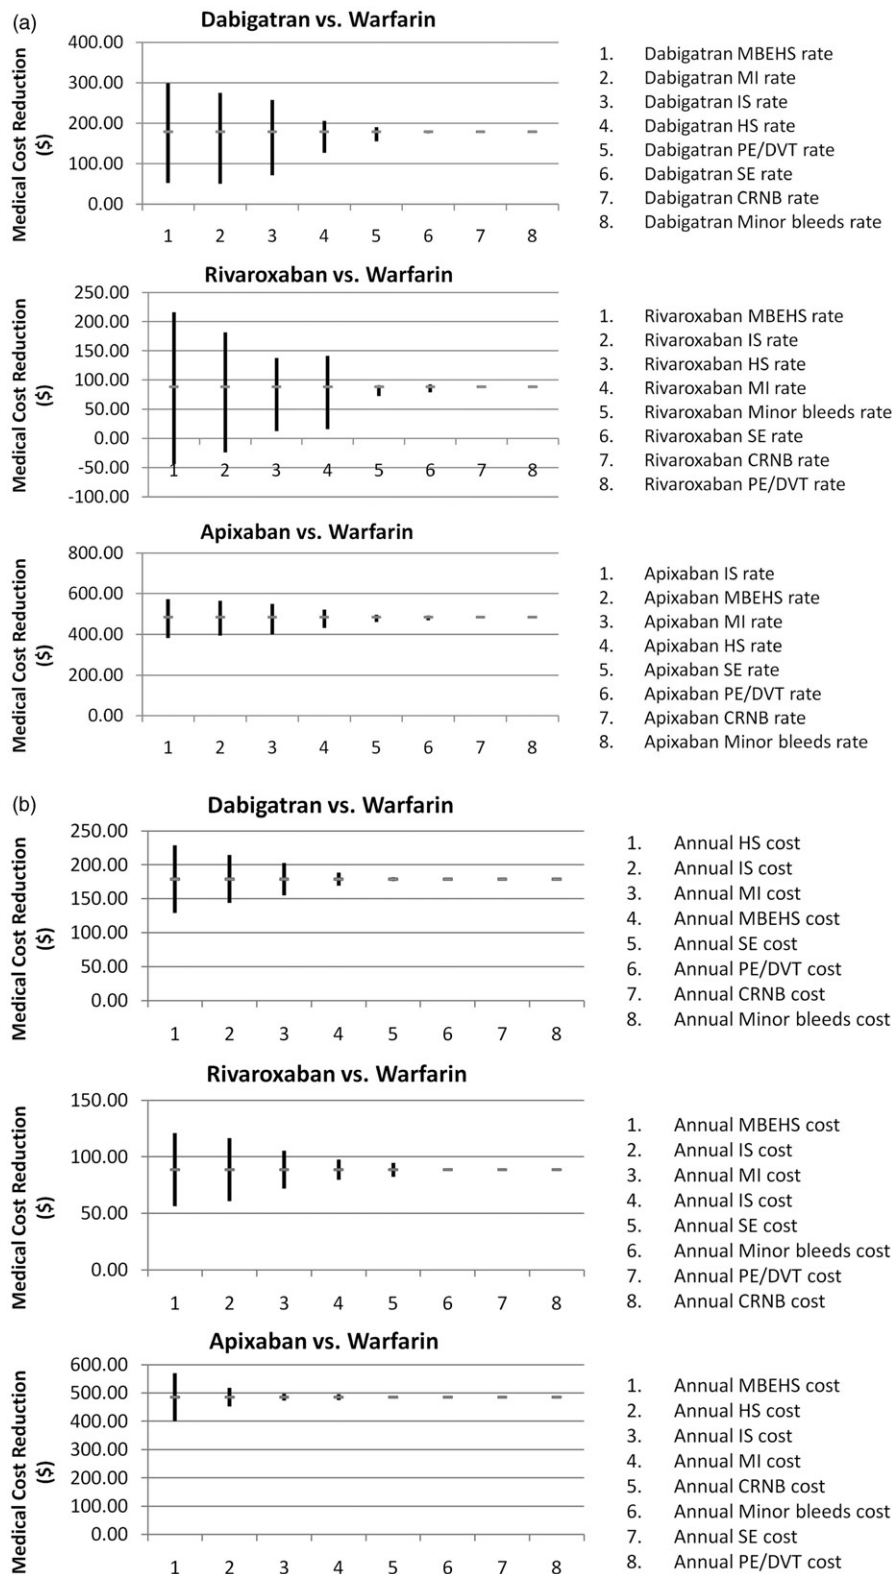 (a)
Dabigatran vs. Warfarin
Medical Cost Reduction
($)
400.00
300.00
200.00
100.00
0.00
1 2 3 4 5 6 7 8
1. Dabigatran MBEHS rate
2. Dabigatran MI rate
3. Dabigatran IS rate
4. Dabigatran HS rate
5. Dabigatran PE/DVT rate
6. Dabigatran SE rate
7. Dabigatran CRNB rate
8. Dabigatran Minor bleeds rate
Rivaroxaban vs. Warfarin
Medical Cost Reduction
($)
250.00
200.00
150.00
100.00
50.00
0.00
-50.00
-100.00
1 2 3 4 5 6 7 8
1. Rivaroxaban MBEHS rate
2. Rivaroxaban IS rate
3. Rivaroxaban HS rate
4. Rivaroxaban MI rate
5. Rivaroxaban Minor bleeds rate
6. Rivaroxaban SE rate
7. Rivaroxaban CRNB rate
8. Rivaroxaban PE/DVT rate
Apixaban vs. Warfarin
Medical Cost Reduction
($)
800.00
600.00
400.00
200.00
0.00
1 2 3 4 5 6 7 8
1. Apixaban IS rate
2. Apixaban MBEHS rate
3. Apixaban MI rate
4. Apixaban HS rate
5. Apixaban SE rate
6. Apixaban PE/DVT rate
7. Apixaban CRNB rate
8. Apixaban Minor bleeds rate
(b)
Dabigatran vs. Warfarin
Medical Cost Reduction
($)
250.00
200.00
150.00
100.00
50.00
0.00
1 2 3 4 5 6 7 8
1. Annual HS cost
2. Annual IS cost
3. Annual MI cost
4. Annual MBEHS cost
5. Annual SE cost
6. Annual PE/DVT cost
7. Annual CRNB cost
8. Annual Minor bleeds cost
Rivaroxaban vs. Warfarin
Medical Cost Reduction
($)
150.00
100.00
50.00
0.00
1 2 3 4 5 6 7 8
1. Annual MBEHS cost
2. Annual IS cost
3. Annual MI cost
4. Annual IS cost
5. Annual SE cost
6. Annual Minor bleeds cost
7. Annual PE/DVT cost
8. Annual CRNB cost
Apixaban vs. Warfarin
Medical Cost Reduction
($)
600.00
500.00
400.00
300.00
200.00
100.00
0.00
1 2 3 4 5 6 7 8
1. Annual MBEHS cost
2. Annual HS cost
3. Annual IS cost
4. Annual MI cost
5. Annual CRNB cost
6. Annual Minor bleeds cost
7. Annual SE cost
8. Annual PE/DVT cost